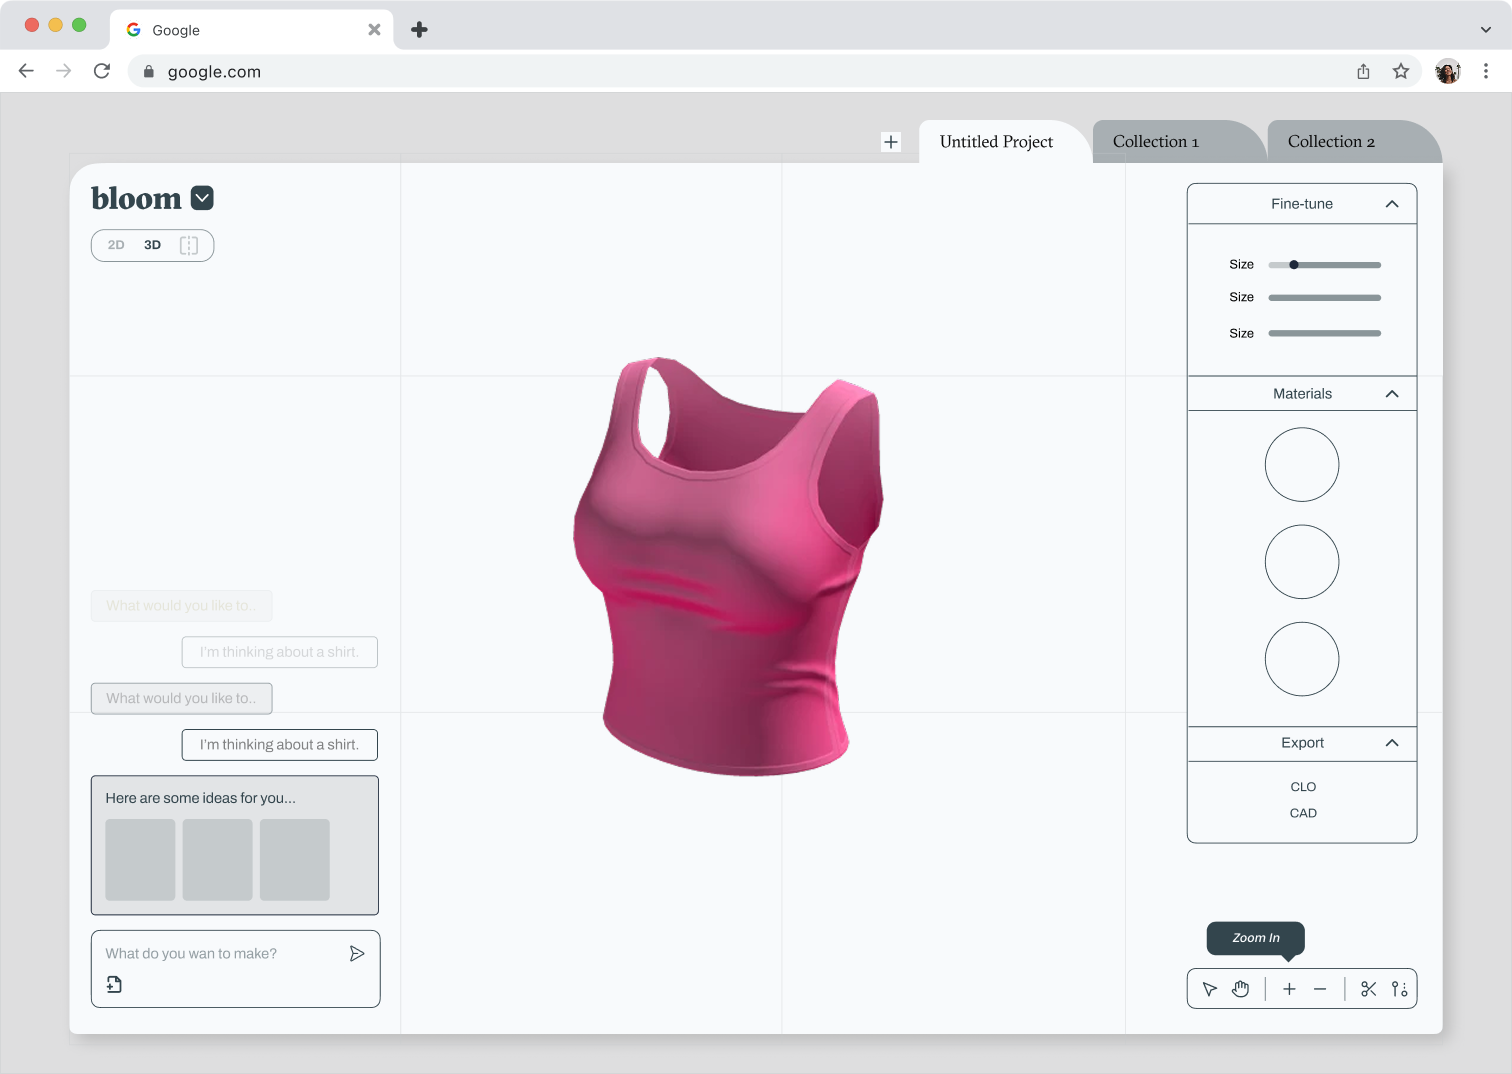 Google
google.com
Untitled Project
Collection 1
Collection 2
bloom
2D 3D
Fine-tune
Size
Size
Size
Materials
What would you like to..
I'm thinking about a shirt.
What would you like to..
I'm thinking about a shirt.
Here are some ideas for you...
What do you wan to make?
Export
CLO
CAD
Zoom In